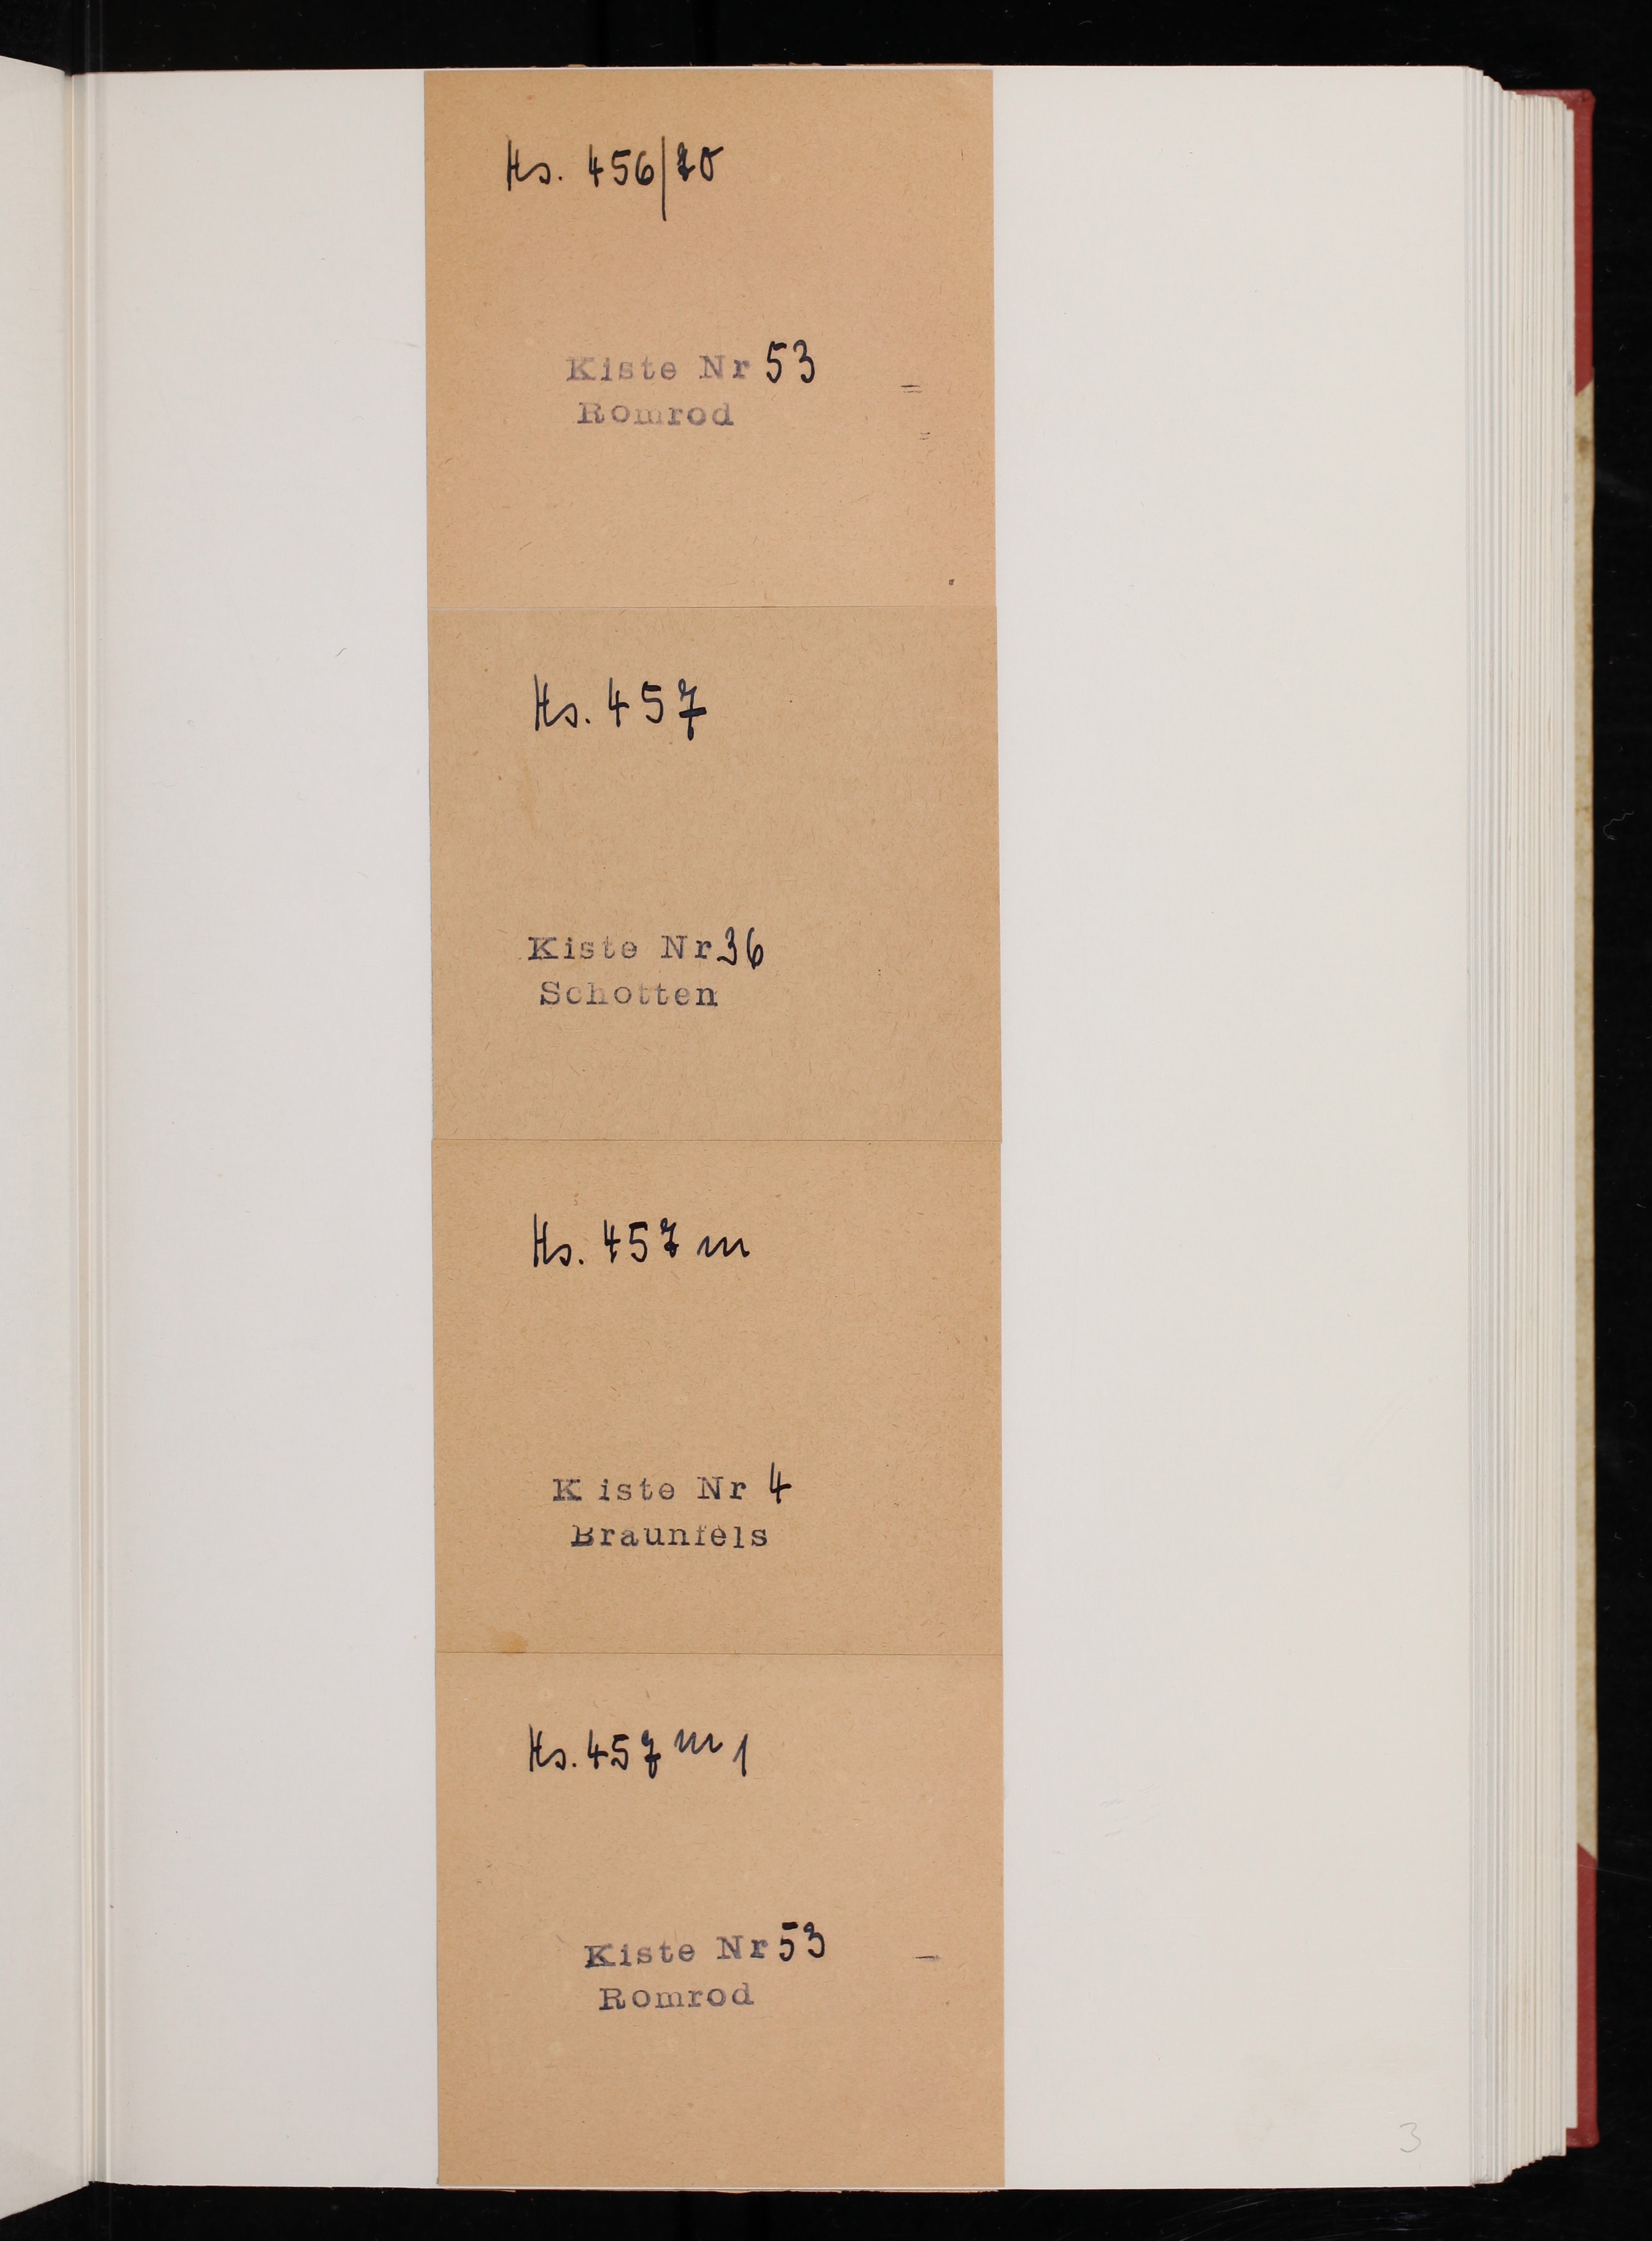 Hs. 456/20
Kiste Nr 53
Romrod
Hs. 457
Kiste Nr 36
Schotten
Hs. 457 m
Kiste Nr 4
Braunfels
Hs. 457 m 1
Kiste Nr 53
Romrod
3